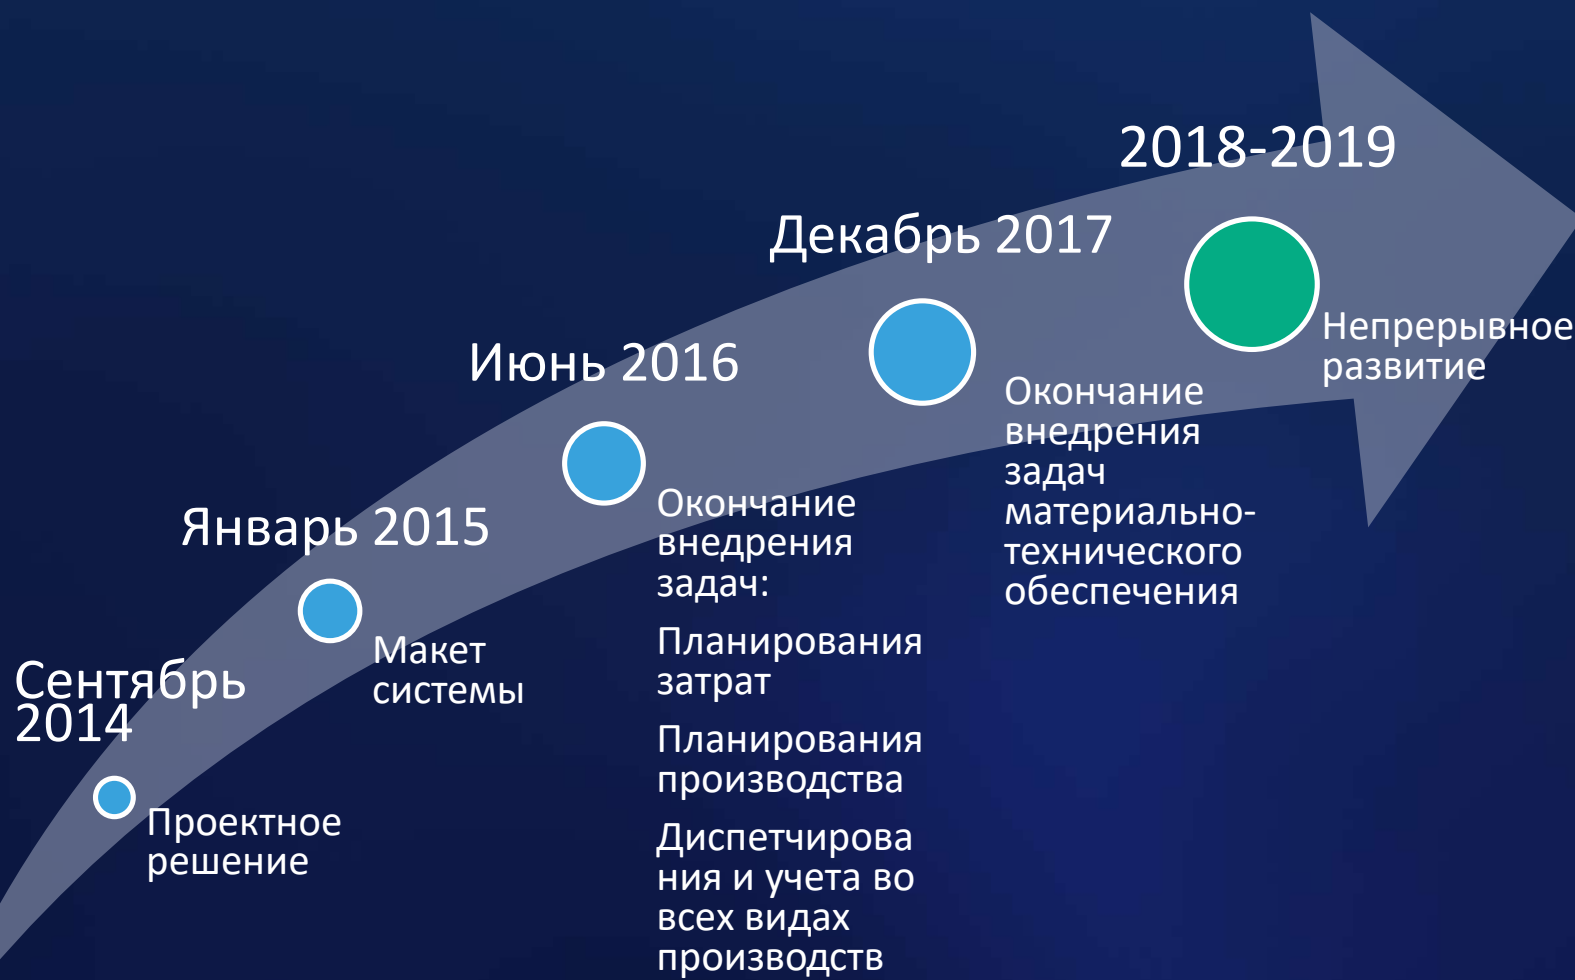 Сентябрь
2014
Проектное
решение
Январь 2015
Макет
системы
Июнь 2016
Окончание
внедрения
задач:
Планирования
затрат
Планирования
производства
Диспетчирова
ния и учета во
всех видах
производств
Декабрь 2017
Окончание
внедрения
задач
материально-
технического
обеспечения
2018-2019
Непрерывное
развитие